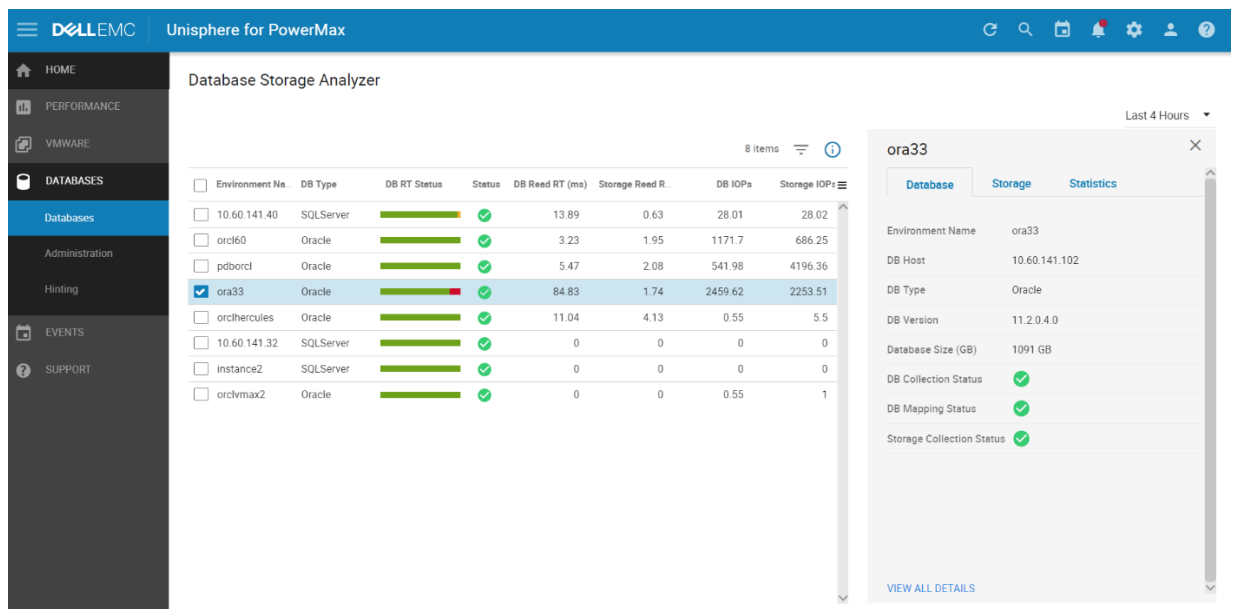 DELLEMC Unisphere for PowerMax
HOME
PERFORMANCE
VMWARE
DATABASES
Databases
Administration
Hinting
EVENTS
SUPPORT
Database Storage Analyzer
Last 4 Hours
8 items
Environment Na... DB Type DB RT Status Status DB Read RT (ms) Storage Read R... DB IOPs Storage IOPs
10.60.141.40 SQLServer 13.89 0.63 28.01 28.02
orcl60 Oracle 3.23 1.95 1171.7 686.25
pdborcl Oracle 5.47 2.08 541.98 4196.36
ora33 Oracle 84.83 1.74 2459.62 2253.51
orclhercules Oracle 11.04 4.13 0.55 5.5
10.60.141.32 SQLServer 0 0 0 0
instance2 SQLServer 0 0 0 0
orclvmax2 Oracle 0 0 0.55 1
ora33
Database Storage Statistics
Environment Name ora33
DB Host 10.60.141.102
DB Type Oracle
DB Version 11.2.0.4.0
Database Size (GB) 1091 GB
DB Collection Status
DB Mapping Status
Storage Collection Status
VIEW ALL DETAILS